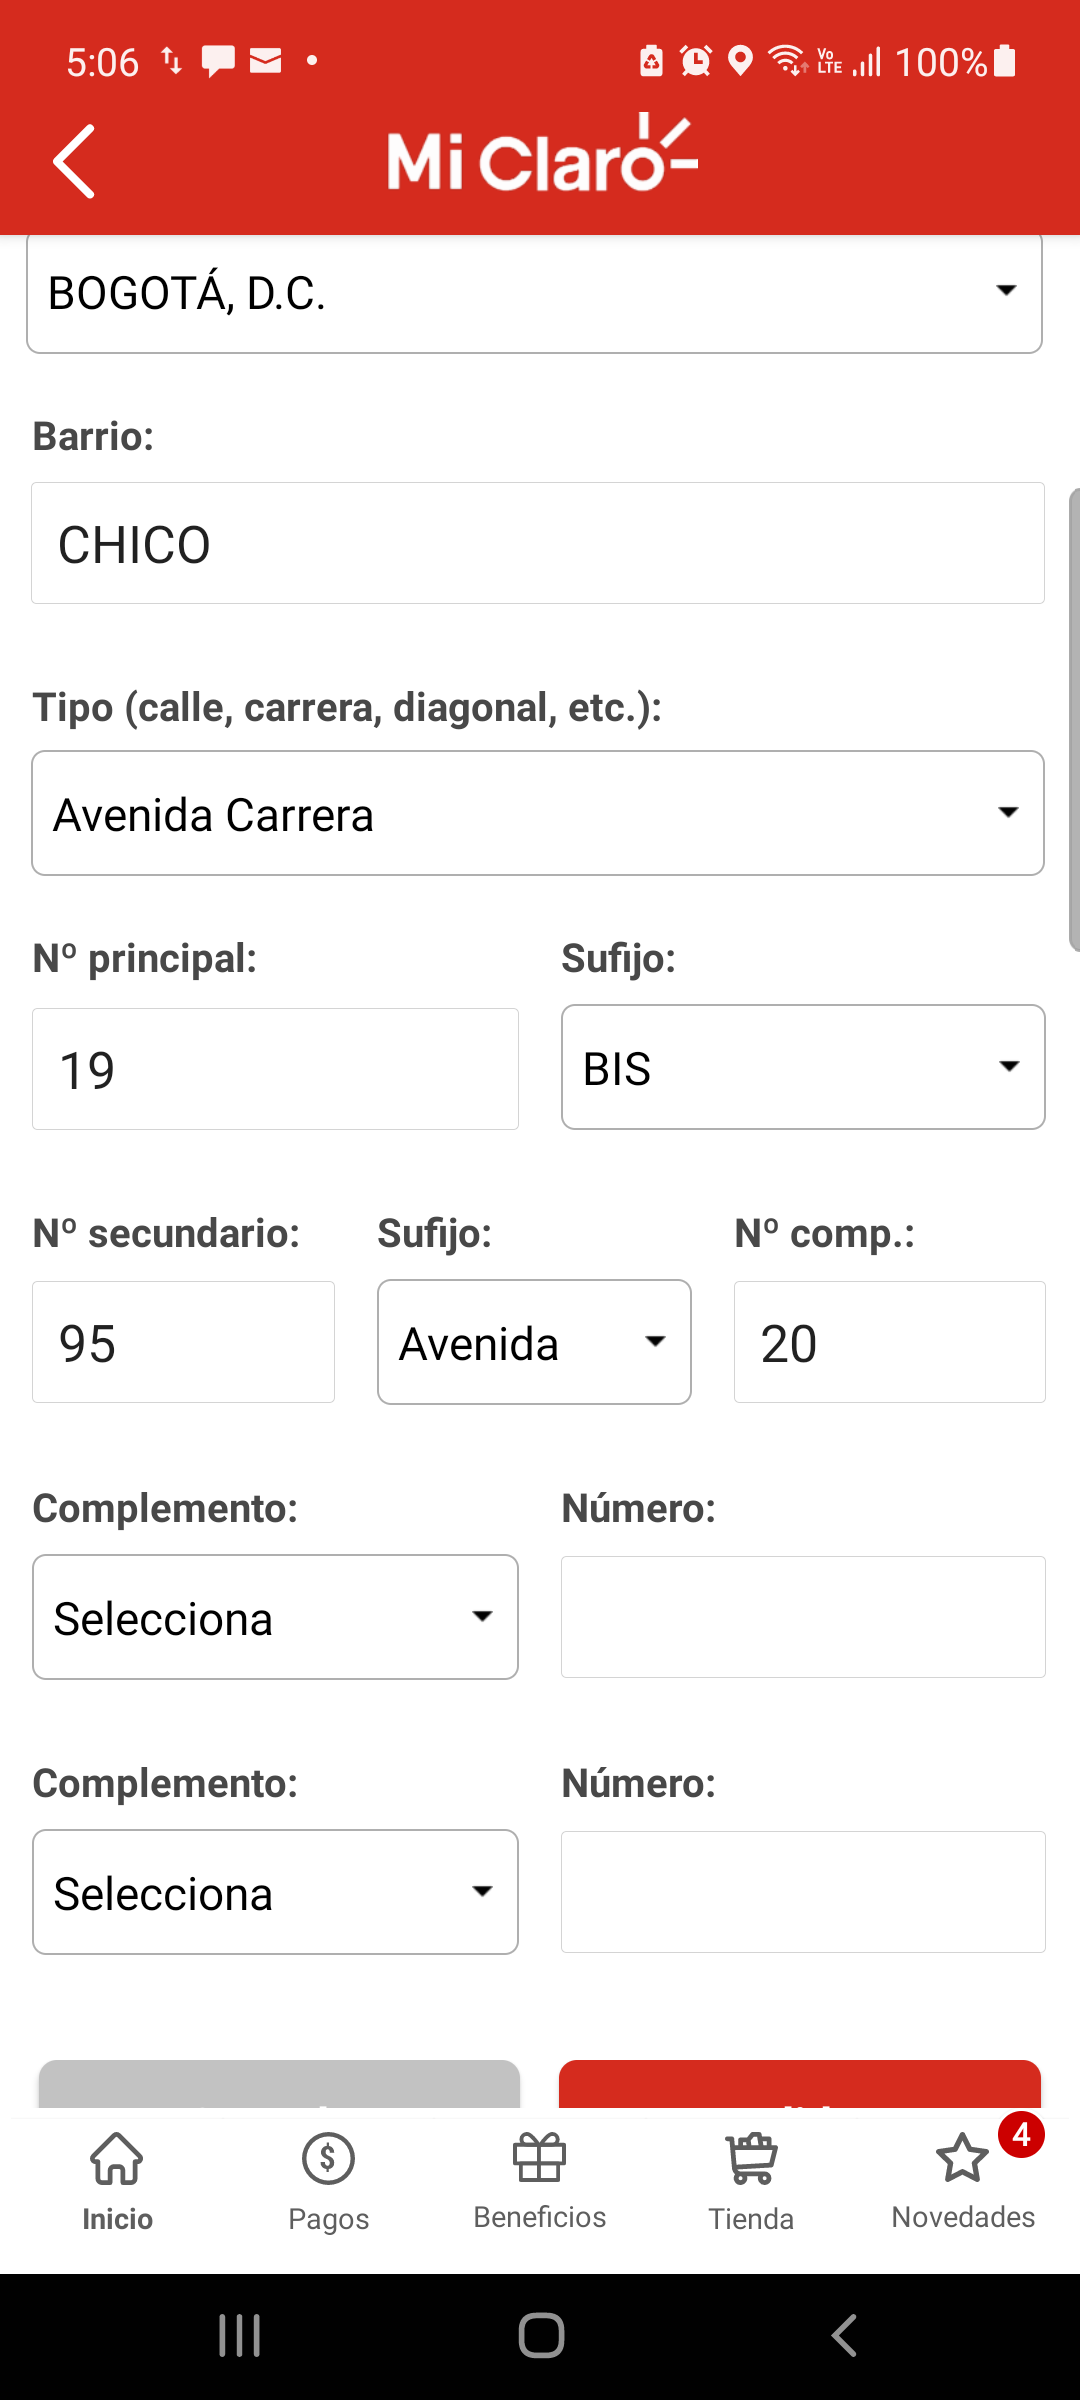 5:06
Vo LTE 100%
Mi Claro
BOGOTÁ, D.C.
Barrio:
CHICO
Tipo (calle, carrera, diagonal, etc.):
Avenida Carrera
Nº principal: Sufijo:
19 BIS
Nº secundario: Sufijo: Nº comp.:
95 Avenida 20
Complemento: Número:
Selecciona
Complemento: Número:
Selecciona
4
Inicio Pagos Beneficios Tienda Novedades